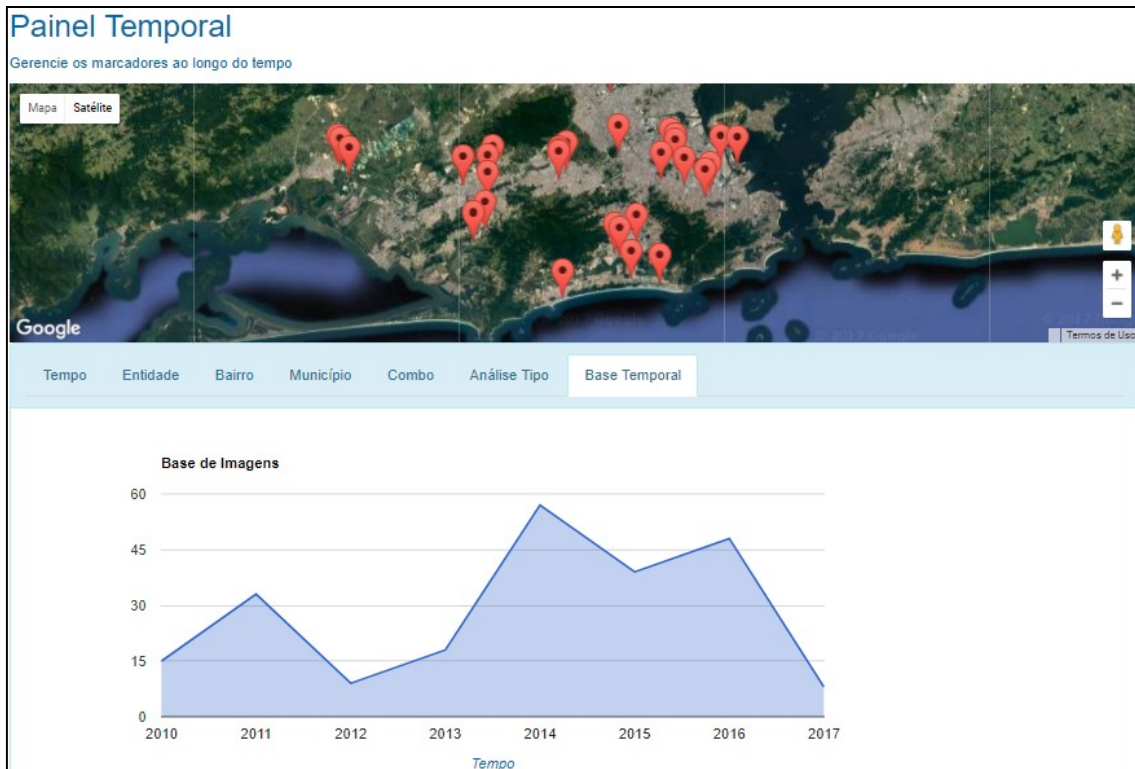 Painel Temporal
Gerencie os marcadores ao longo do tempo
Mapa Satélite
Google
© 2017 Google
Termos de Uso
Tempo Entidade Bairro Município Combo Análise Tipo Base Temporal
Base de Imagens
60
45
30
15
0
2010 2011 2012 2013 2014 2015 2016 2017
Tempo